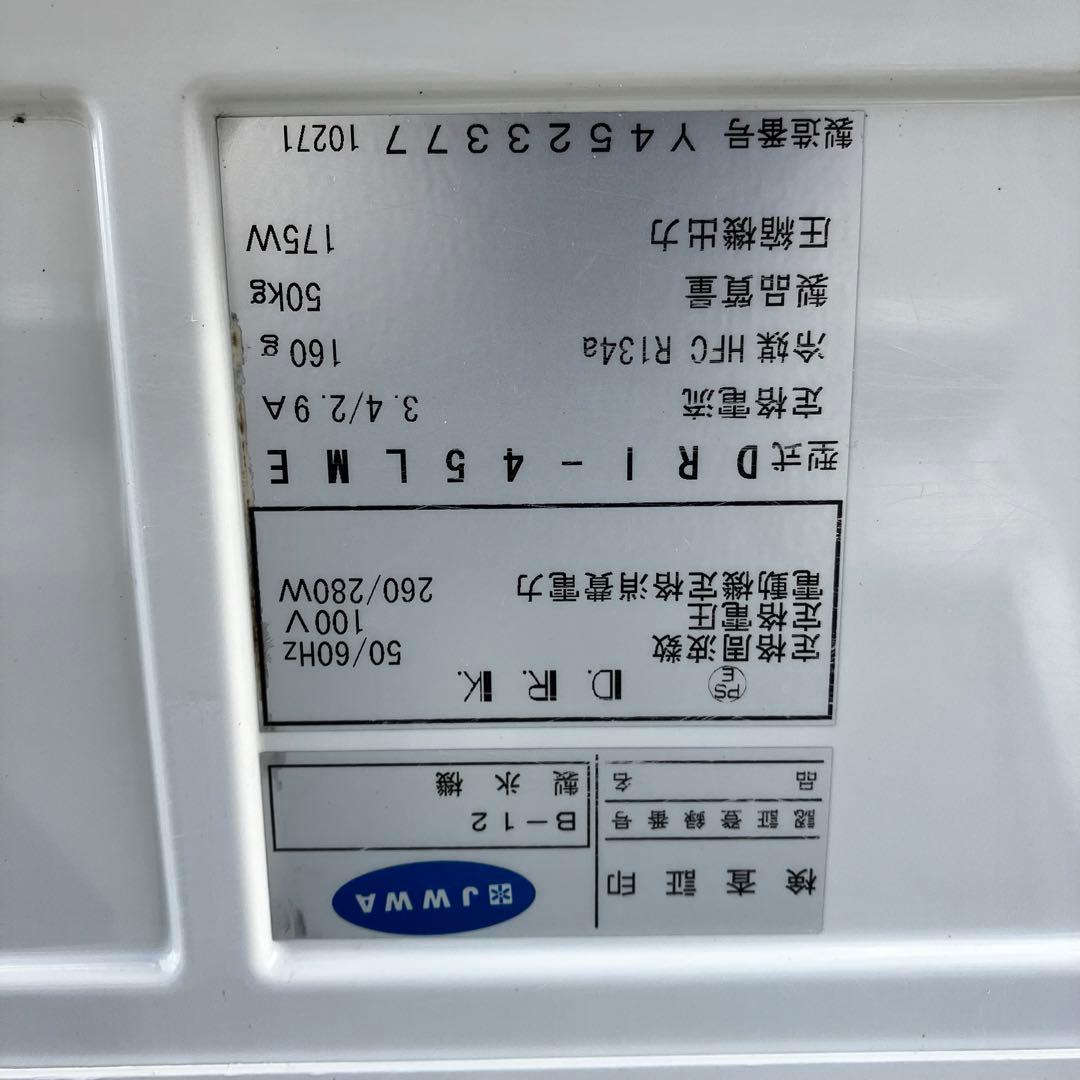 検査証印 JWWA
認証登録番号 B-12
品名 製氷機
PS E D.R.K.
定格周波数 50/60Hz
定格電圧 100V
電動機定格消費電力 260/280W
型式 DRI-45LME
定格電流 3.4/2.9A
冷媒 HFC R134a 160g
製品質量 50kg
圧縮機出力 175W
製造番号 Y4523377 10271